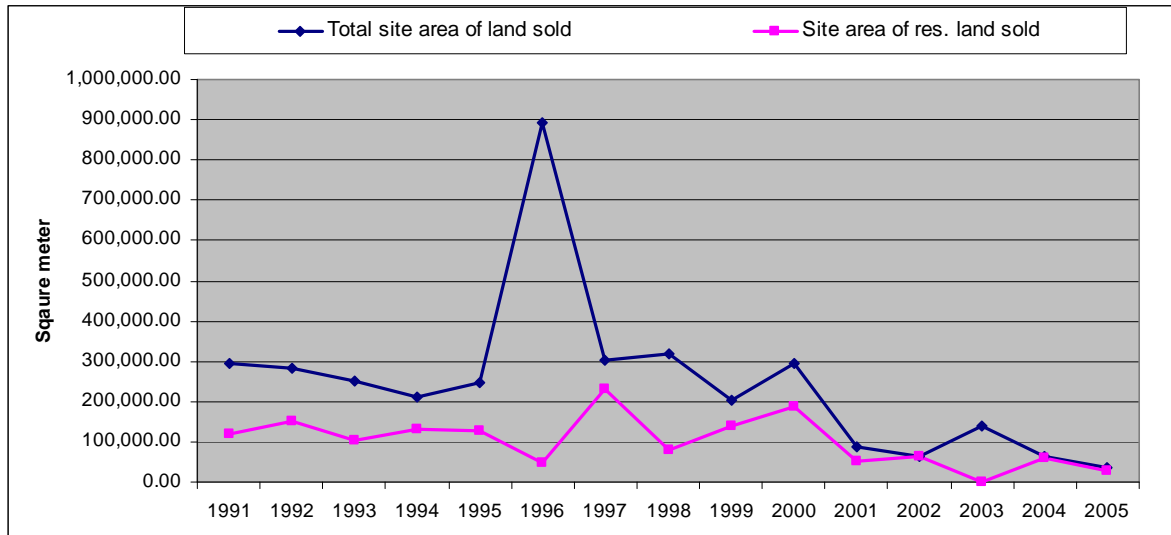 Total site area of land sold
Site area of res. land sold
1,000,000.00
900,000.00
800,000.00
700,000.00
600,000.00
500,000.00
400,000.00
300,000.00
200,000.00
100,000.00
0.00
Sqaure meter
1991 1992 1993 1994 1995 1996 1997 1998 1999 2000 2001 2002 2003 2004 2005